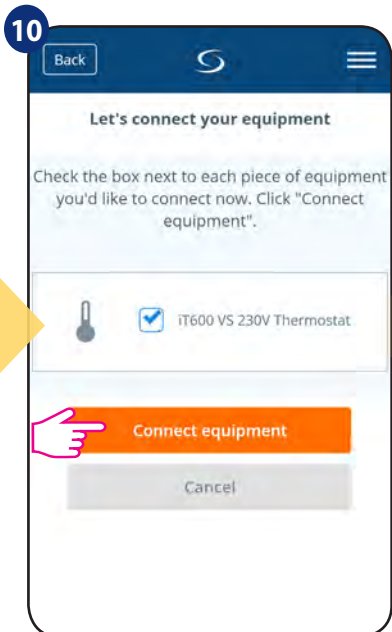 10
Back
Let's connect your equipment
Check the box next to each piece of equipment
you'd like to connect now. Click "Connect
equipment".
iT600 VS 230V Thermostat
Connect equipment
Cancel